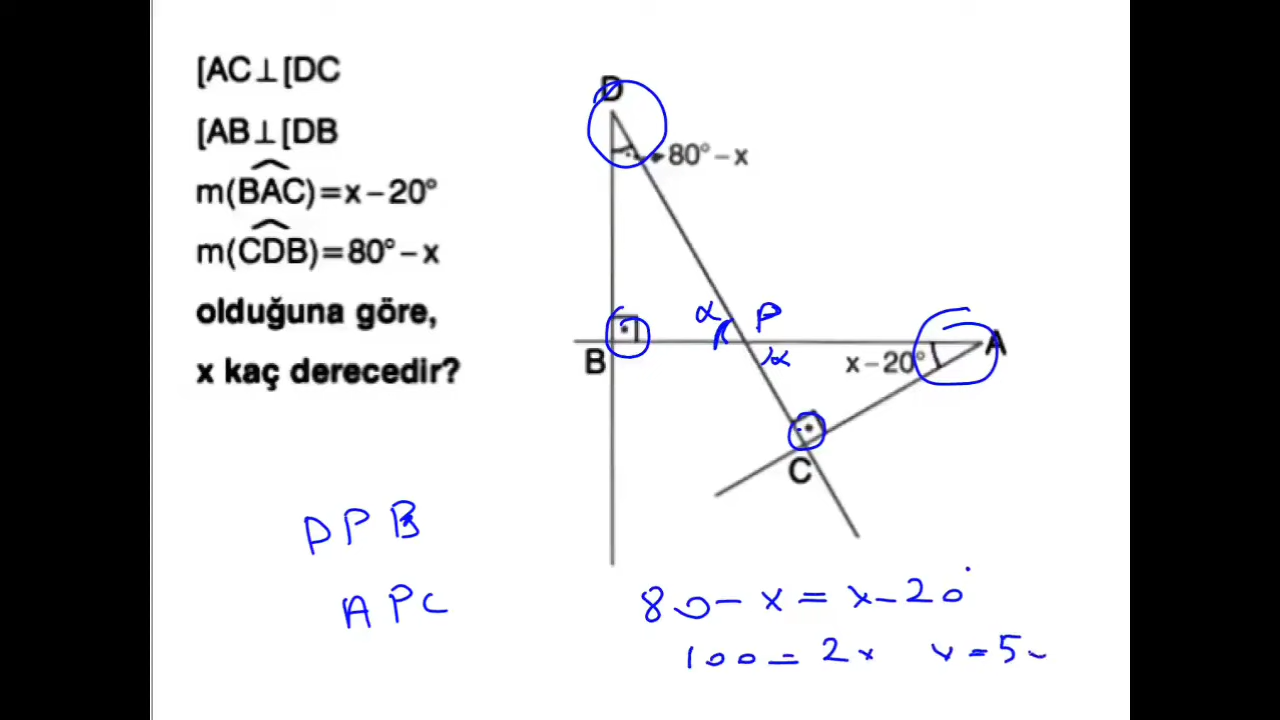 [AC⊥[DC
[AB⊥[DB
m(BAC)=x-20°
m(CDB)=80°-x
olduğuna göre,
x kaç derecedir?
D
80°-x
α
P
B
α
x-20°
A
C
DPB
APC
80-x=x-20°
100=2x x=50